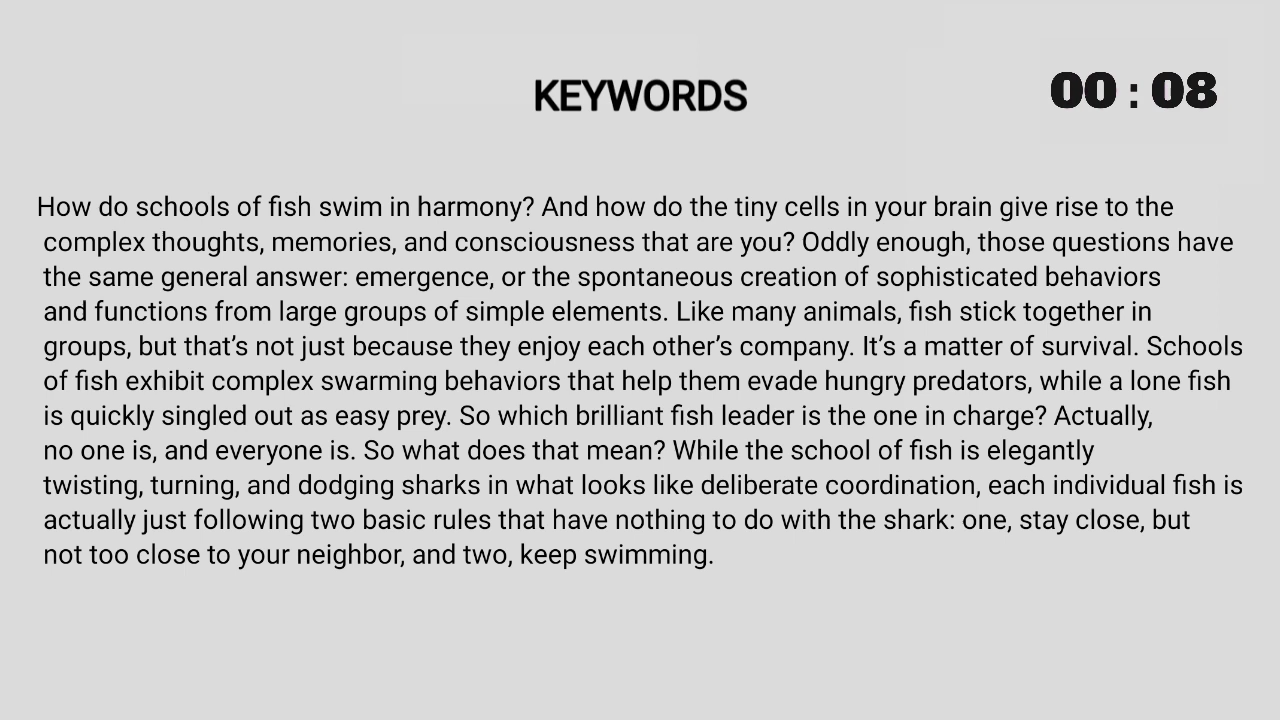 KEYWORDS
00 : 08
How do schools of fish swim in harmony? And how do the tiny cells in your brain give rise to the
complex thoughts, memories, and consciousness that are you? Oddly enough, those questions have
the same general answer: emergence, or the spontaneous creation of sophisticated behaviors
and functions from large groups of simple elements. Like many animals, fish stick together in
groups, but that’s not just because they enjoy each other’s company. It’s a matter of survival. Schools
of fish exhibit complex swarming behaviors that help them evade hungry predators, while a lone fish
is quickly singled out as easy prey. So which brilliant fish leader is the one in charge? Actually,
no one is, and everyone is. So what does that mean? While the school of fish is elegantly
twisting, turning, and dodging sharks in what looks like deliberate coordination, each individual fish is
actually just following two basic rules that have nothing to do with the shark: one, stay close, but
not too close to your neighbor, and two, keep swimming.